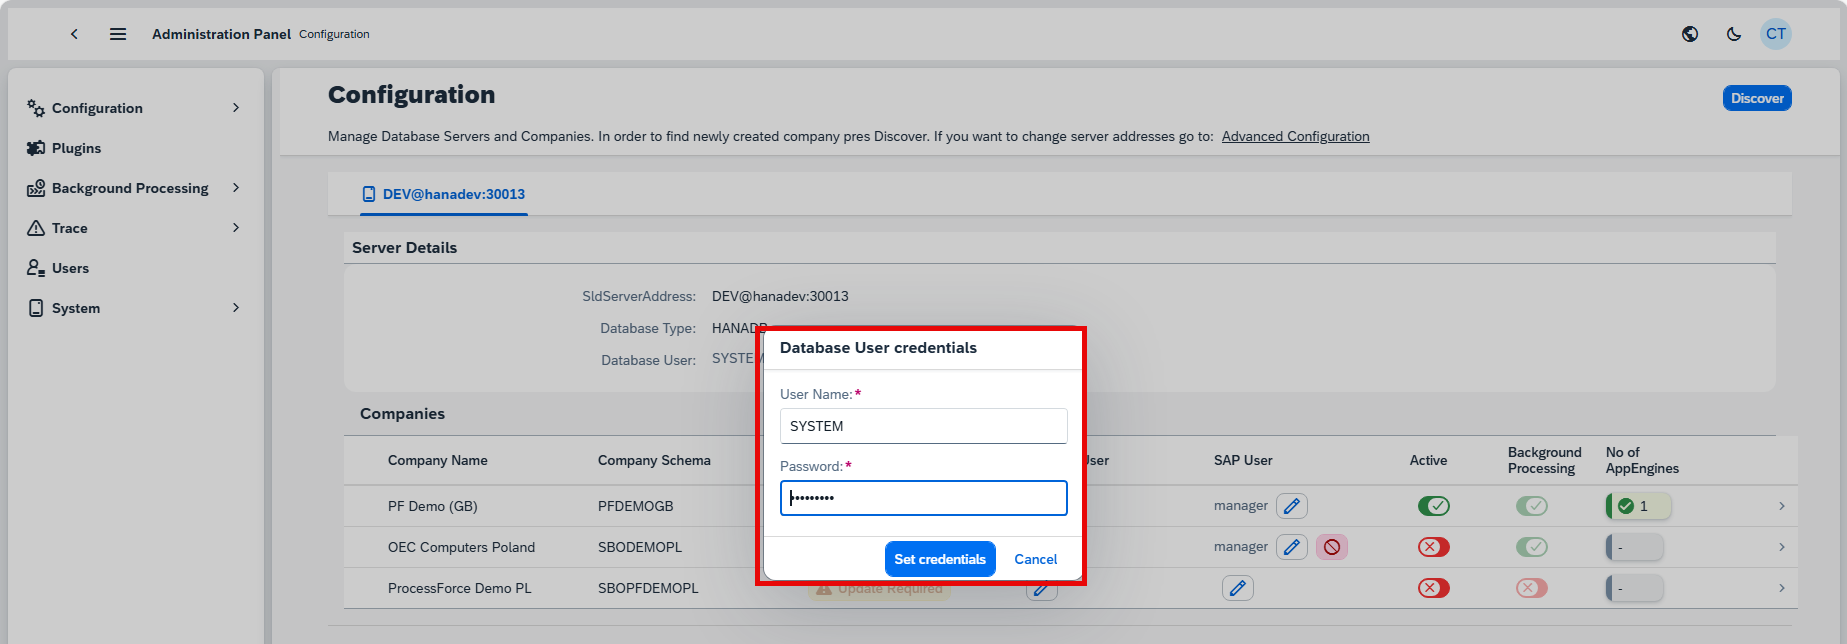 Administration Panel Configuration
CT
Configuration
Plugins
Background Processing
Trace
Users
System
Configuration
Discover
Manage Database Servers and Companies. In order to find newly created company pres Discover. If you want to change server addresses go to: Advanced Configuration
DEV@hanadev:30013
Server Details
SldServerAddress: DEV@hanadev:30013
Database Type: HANADB
Database User: SYSTEM
Database User credentials
User Name:*
SYSTEM
Password:*
•••••••••
Set credentials Cancel
Companies
Company Name Company Schema User SAP User Active Background Processing No of AppEngines
PF Demo (GB) PFDEMOGB manager 1
OEC Computers Poland SBODEMOPL manager -
ProcessForce Demo PL SBOPFDEMOPL Update Required -